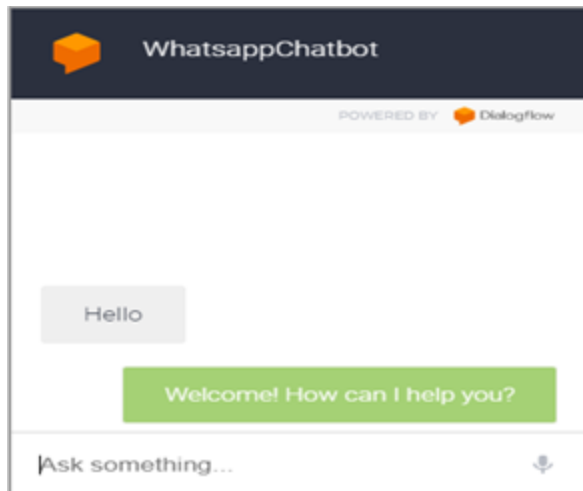 WhatsappChatbot
POWERED BY Dialogflow
Hello
Welcome! How can I help you?
Ask something...